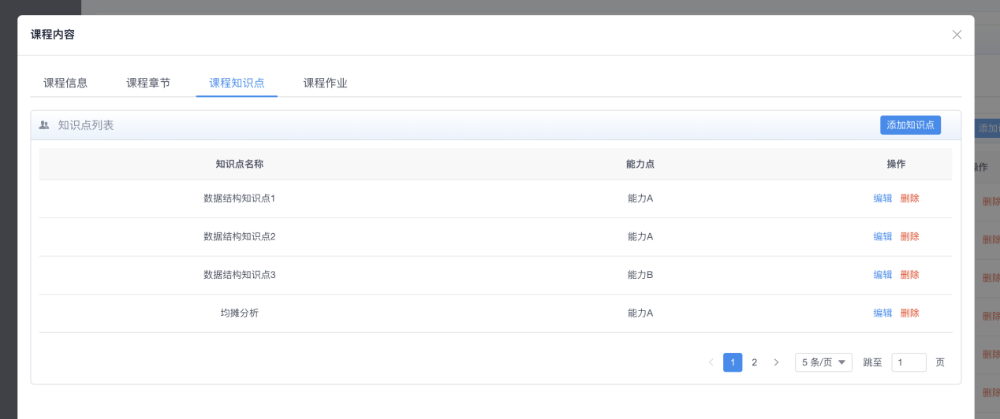 课程内容
课程信息 课程章节 课程知识点 课程作业
知识点列表 添加知识点 添加
知识点名称 能力点 操作 操作
数据结构知识点1 能力A 编辑 删除 删除
数据结构知识点2 能力A 编辑 删除 删除
数据结构知识点3 能力B 编辑 删除 删除
均摊分析 能力A 编辑 删除 删除
删除
1 2 5 条/页 跳至 1 页
删除